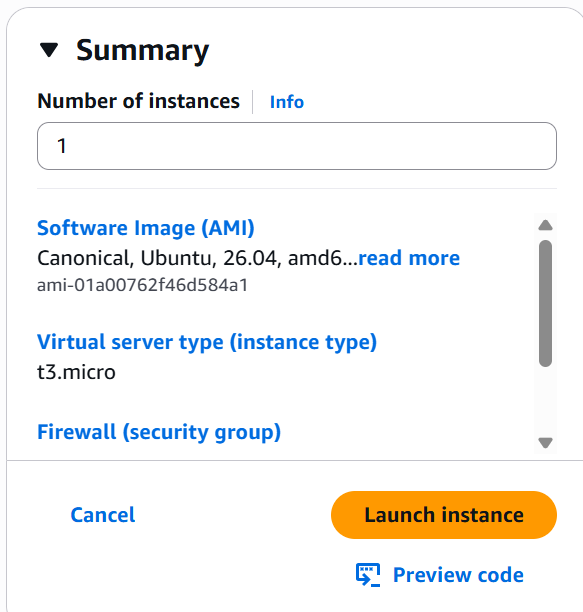 Summary
Number of instances Info
1
Software Image (AMI)
Canonical, Ubuntu, 26.04, amd6...read more
ami-01a00762f46d584a1
Virtual server type (instance type)
t3.micro
Firewall (security group)
Cancel
Launch instance
Preview code